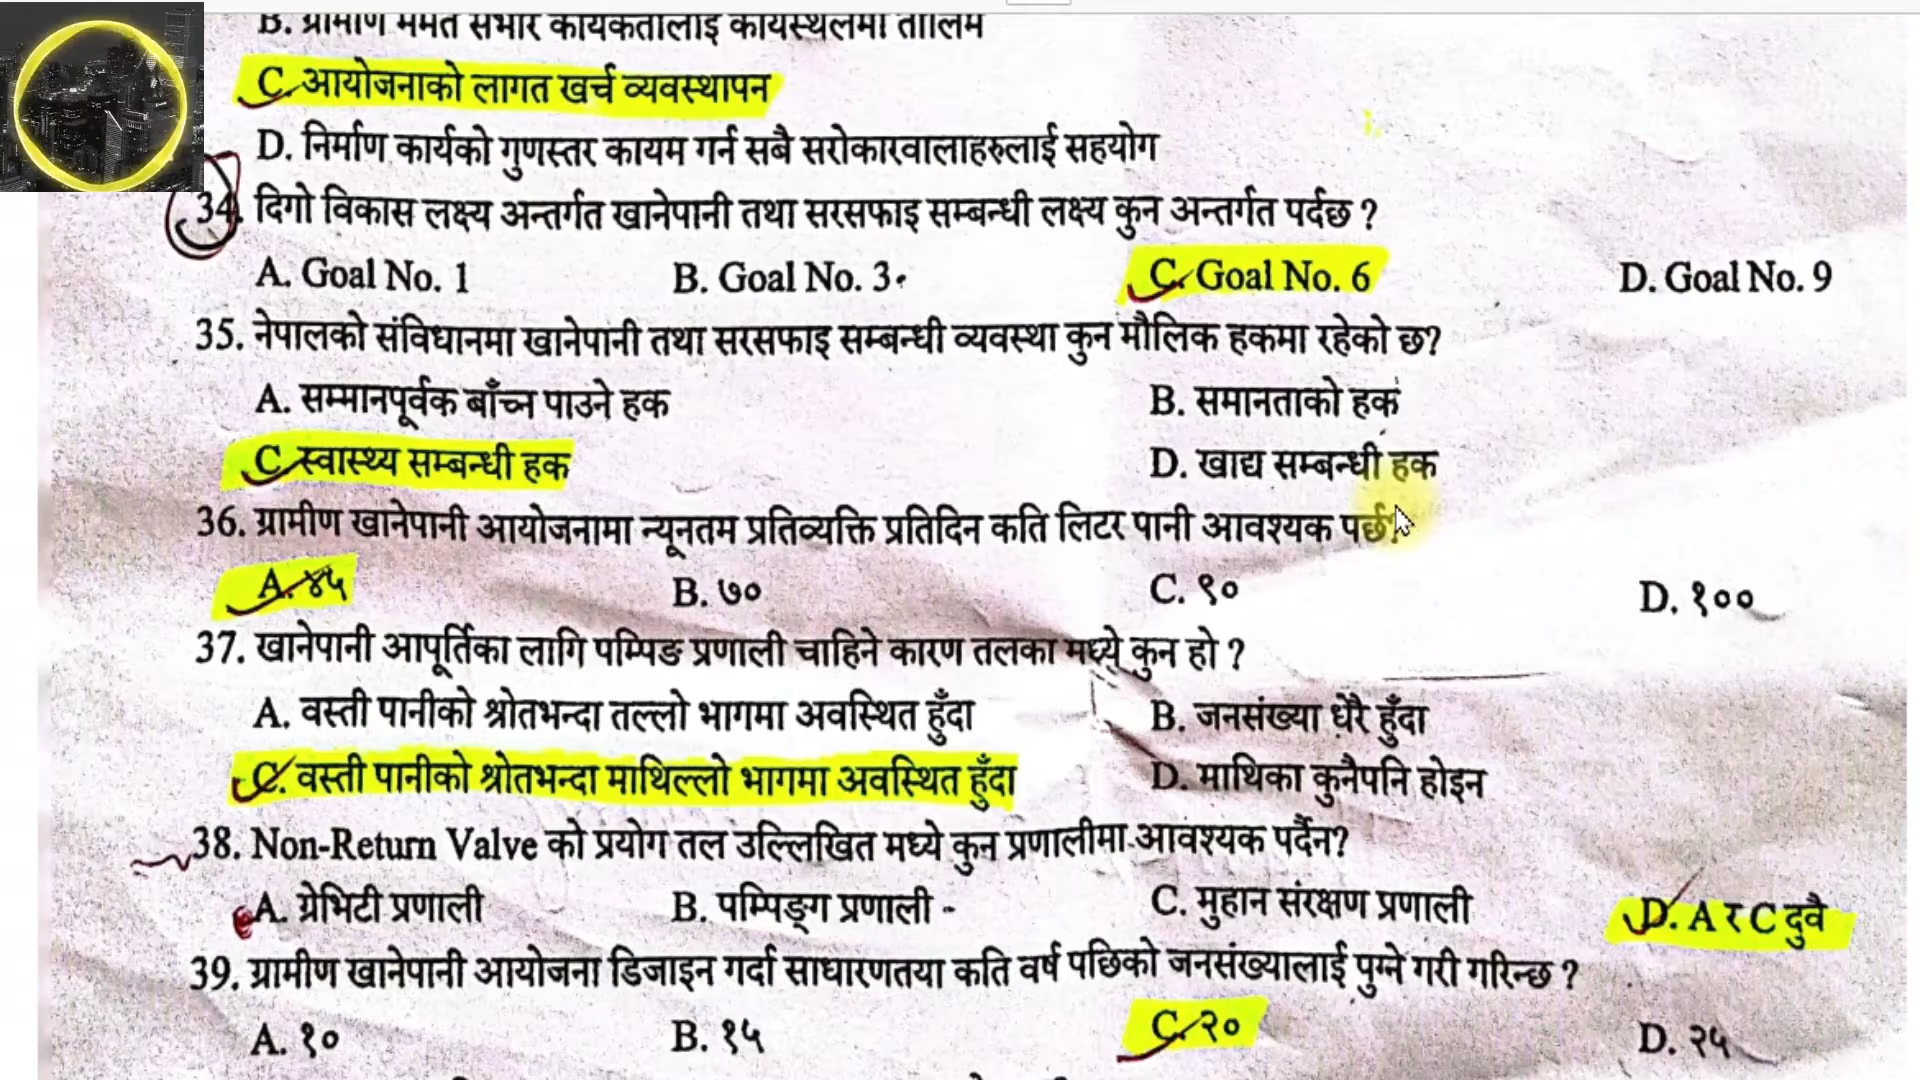 B. ग्रामीण मर्मत संभार कार्यकर्तालाई कार्यस्थलमा तालिम
C. आयोजनाको लागत खर्च व्यवस्थापन
D. निर्माण कार्यको गुणस्तर कायम गर्न सबै सरोकारवालाहरुलाई सहयोग
34. दिगो विकास लक्ष्य अन्तर्गत खानेपानी तथा सरसफाइ सम्बन्धी लक्ष्य कुन अन्तर्गत पर्दछ ?
A. Goal No. 1 B. Goal No. 3 C. Goal No. 6 D. Goal No. 9
35. नेपालको संविधानमा खानेपानी तथा सरसफाइ सम्बन्धी व्यवस्था कुन मौलिक हकमा रहेको छ?
A. सम्मानपूर्वक बाँच्न पाउने हक B. समानताको हक
C. स्वास्थ्य सम्बन्धी हक D. खाद्य सम्बन्धी हक
36. ग्रामीण खानेपानी आयोजनामा न्यूनतम प्रतिव्यक्ति प्रतिदिन कति लिटर पानी आवश्यक पर्छ?
A. ४५ B. ७० C. ९० D. १००
37. खानेपानी आपूर्तिका लागि पम्पिङ प्रणाली चाहिने कारण तलका मध्ये कुन हो ?
A. वस्ती पानीको श्रोतभन्दा तल्लो भागमा अवस्थित हुँदा B. जनसंख्या धेरै हुँदा
C. वस्ती पानीको श्रोतभन्दा माथिल्लो भागमा अवस्थित हुँदा D. माथिका कुनैपनि होइन
38. Non-Return Valve को प्रयोग तल उल्लिखित मध्ये कुन प्रणालीमा आवश्यक पर्दैन?
A. ग्रेभिटी प्रणाली B. पम्पिङ्ग प्रणाली C. मुहान संरक्षण प्रणाली D. A र C दुवै
39. ग्रामीण खानेपानी आयोजना डिजाइन गर्दा साधारणतया कति वर्ष पछिको जनसंख्यालाई पुग्ने गरी गरिन्छ ?
A. १० B. १५ C. २० D. २५